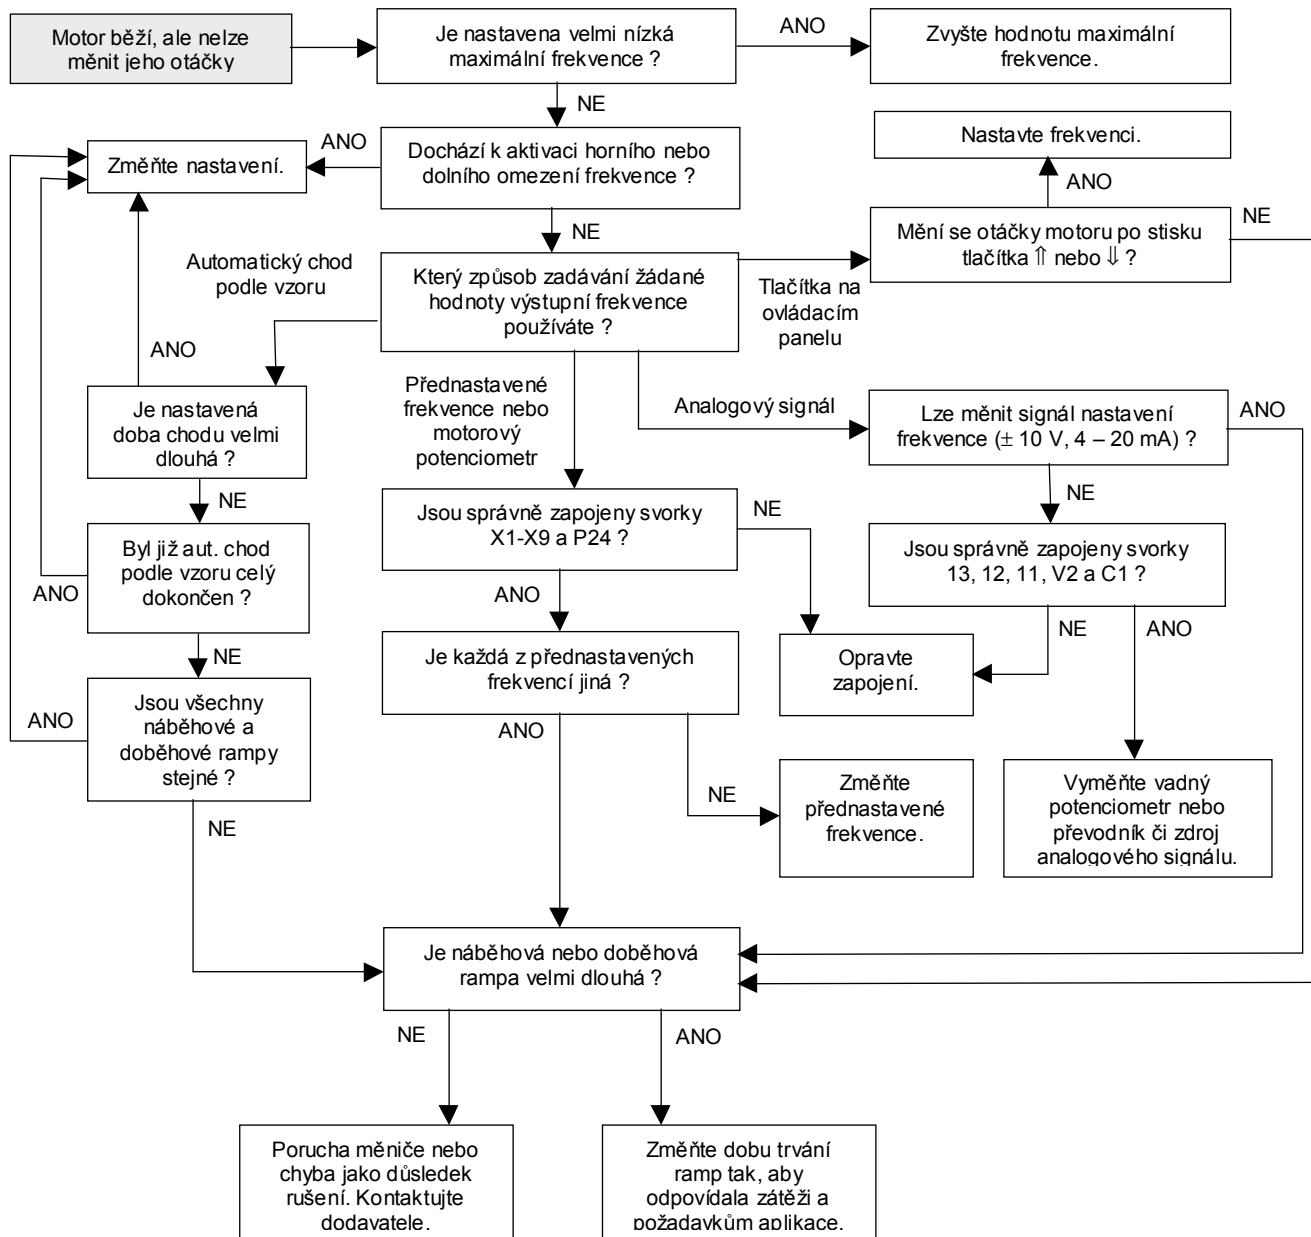 Motor běží, ale nelze
měnit jeho otáčky
Je nastavena velmi nízká
maximální frekvence ?
ANO
Zvyšte hodnotu maximální
frekvence.
NE
Nastavte frekvenci.
ANO
Změňte nastavení.
ANO
Dochází k aktivaci horního nebo
dolního omezení frekvence ?
NE
Mění se otáčky motoru po stisku
tlačítka ⇑ nebo ⇓ ?
NE
Automatický chod
podle vzoru
Který způsob zadávání žádané
hodnoty výstupní frekvence
používáte ?
Tlačítka na
ovládacím
panelu
ANO
Přednastavené
frekvence nebo
motorový
potenciometr
Analogový signál
Lze měnit signál nastavení
frekvence (± 10 V, 4 – 20 mA) ?
ANO
Je nastavená
doba chodu velmi
dlouhá ?
NE
NE
Jsou správně zapojeny svorky
X1-X9 a P24 ?
NE
Jsou správně zapojeny svorky
13, 12, 11, V2 a C1 ?
Byl již aut. chod
podle vzoru celý
dokončen ?
ANO
ANO
NE
ANO
NE
Je každá z přednastavených
frekvencí jiná ?
Opravte
zapojení.
Jsou všechny
náběhové a
doběhové rampy
stejné ?
ANO
ANO
NE
NE
Změňte
přednastavené
frekvence.
Vyměňte vadný
potenciometr nebo
převodník či zdroj
analogového signálu.
Je náběhová nebo doběhová
rampa velmi dlouhá ?
NE
ANO
Porucha měniče nebo
chyba jako důsledek
rušení. Kontaktujte
dodavatele.
Změňte dobu trvání
ramp tak, aby
odpovídala zátěži a
požadavkům aplikace.